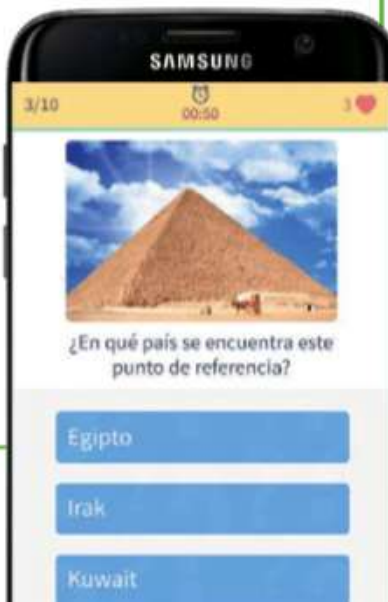 SAMSUNG
3/10
00:50
3
¿En qué país se encuentra este
punto de referencia?
Egipto
Irak
Kuwait